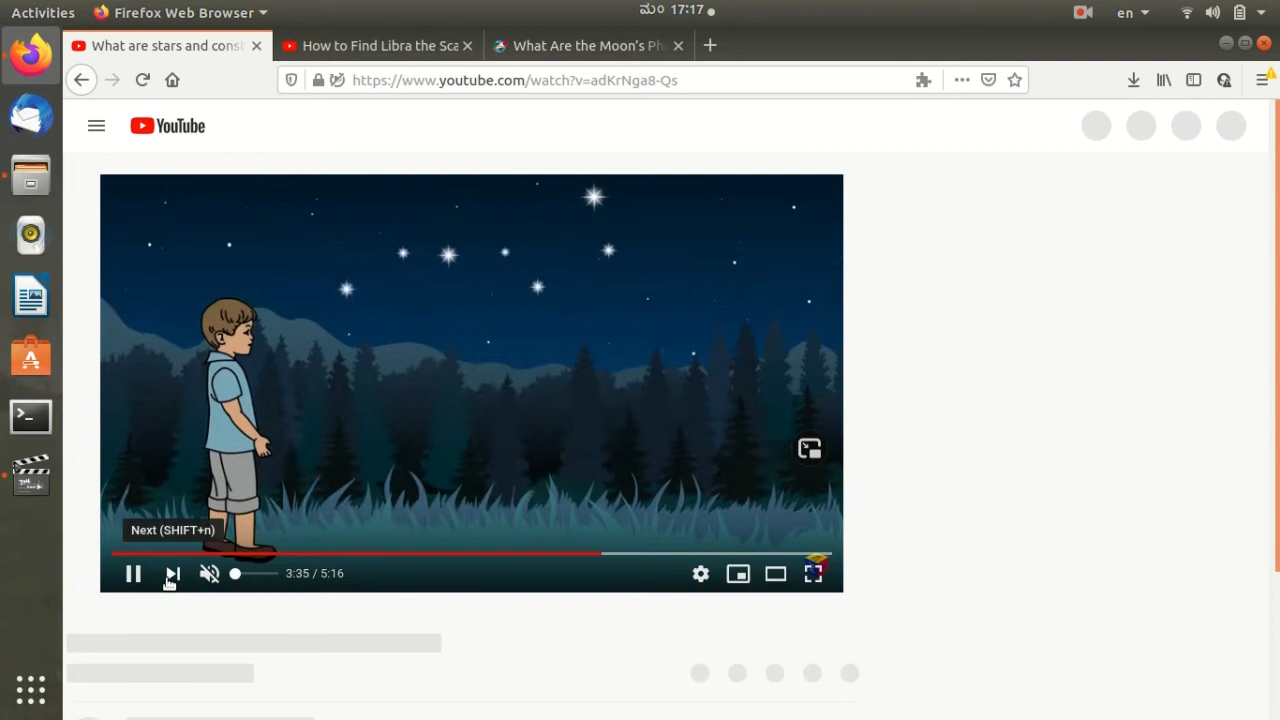 Activities
Firefox Web Browser
మం 17:17
en
What are stars and const
How to Find Libra the Sca
What Are the Moon's Ph
https://www.youtube.com/watch?v=adKrNga8-Qs
YouTube
Next (SHIFT+n)
3:35 / 5:16